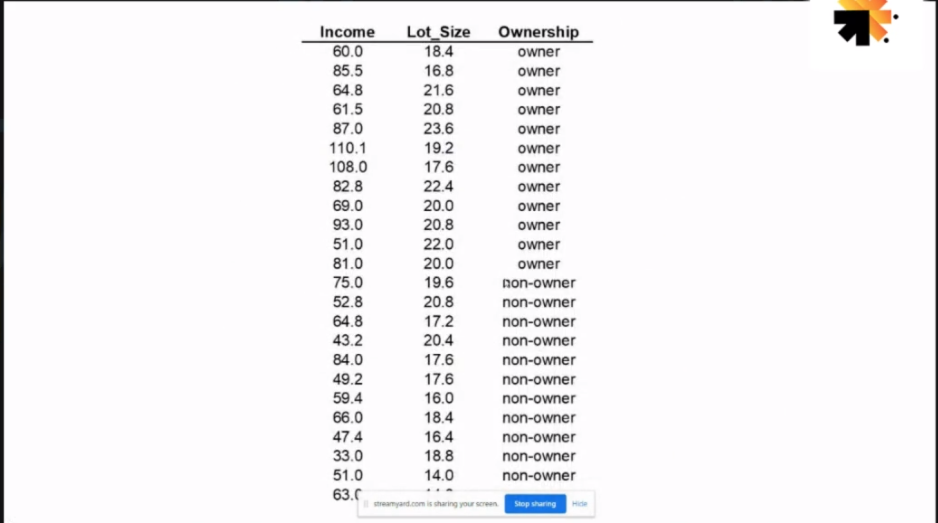 Income Lot_Size Ownership
60.0 18.4 owner
85.5 16.8 owner
64.8 21.6 owner
61.5 20.8 owner
87.0 23.6 owner
110.1 19.2 owner
108.0 17.6 owner
82.8 22.4 owner
69.0 20.0 owner
93.0 20.8 owner
51.0 22.0 owner
81.0 20.0 owner
75.0 19.6 non-owner
52.8 20.8 non-owner
64.8 17.2 non-owner
43.2 20.4 non-owner
84.0 17.6 non-owner
49.2 17.6 non-owner
59.4 16.0 non-owner
66.0 18.4 non-owner
47.4 16.4 non-owner
33.0 18.8 non-owner
51.0 14.0 non-owner
63.0
streamyard.com is sharing your screen. Stop sharing Hide